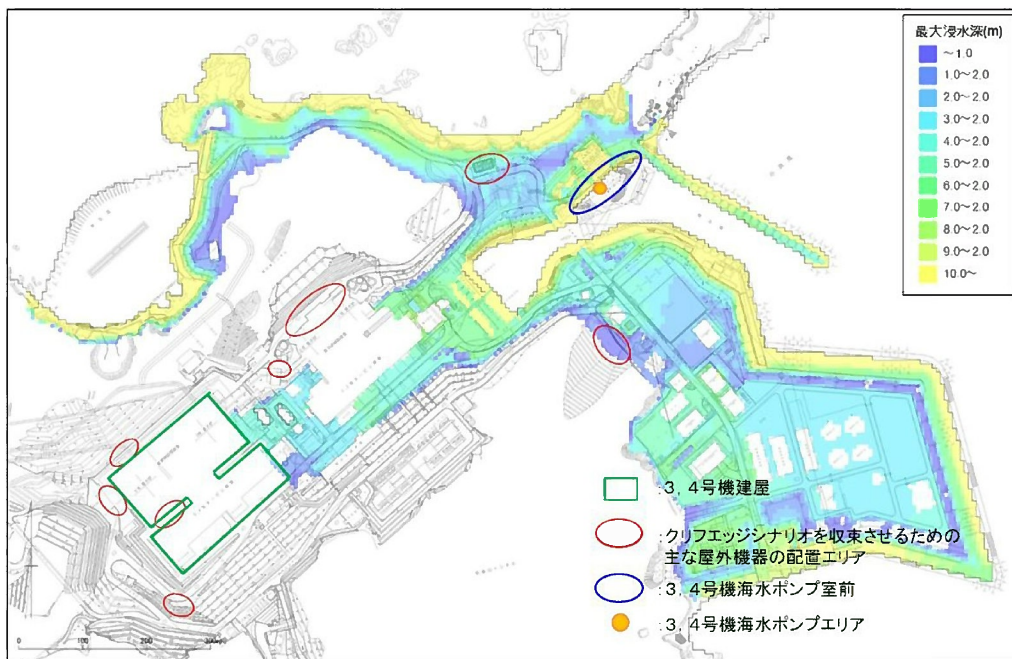 最大浸水深(m)
～1.0
1.0～2.0
2.0～2.0
3.0～2.0
4.0～2.0
5.0～2.0
6.0～2.0
7.0～2.0
8.0～2.0
9.0～2.0
10.0～
：3，4号機建屋
：クリフエッジシナリオを収束させるための
主な屋外機器の配置エリア
：3，4号機海水ポンプ室前
：3，4号機海水ポンプエリア
0 100 200